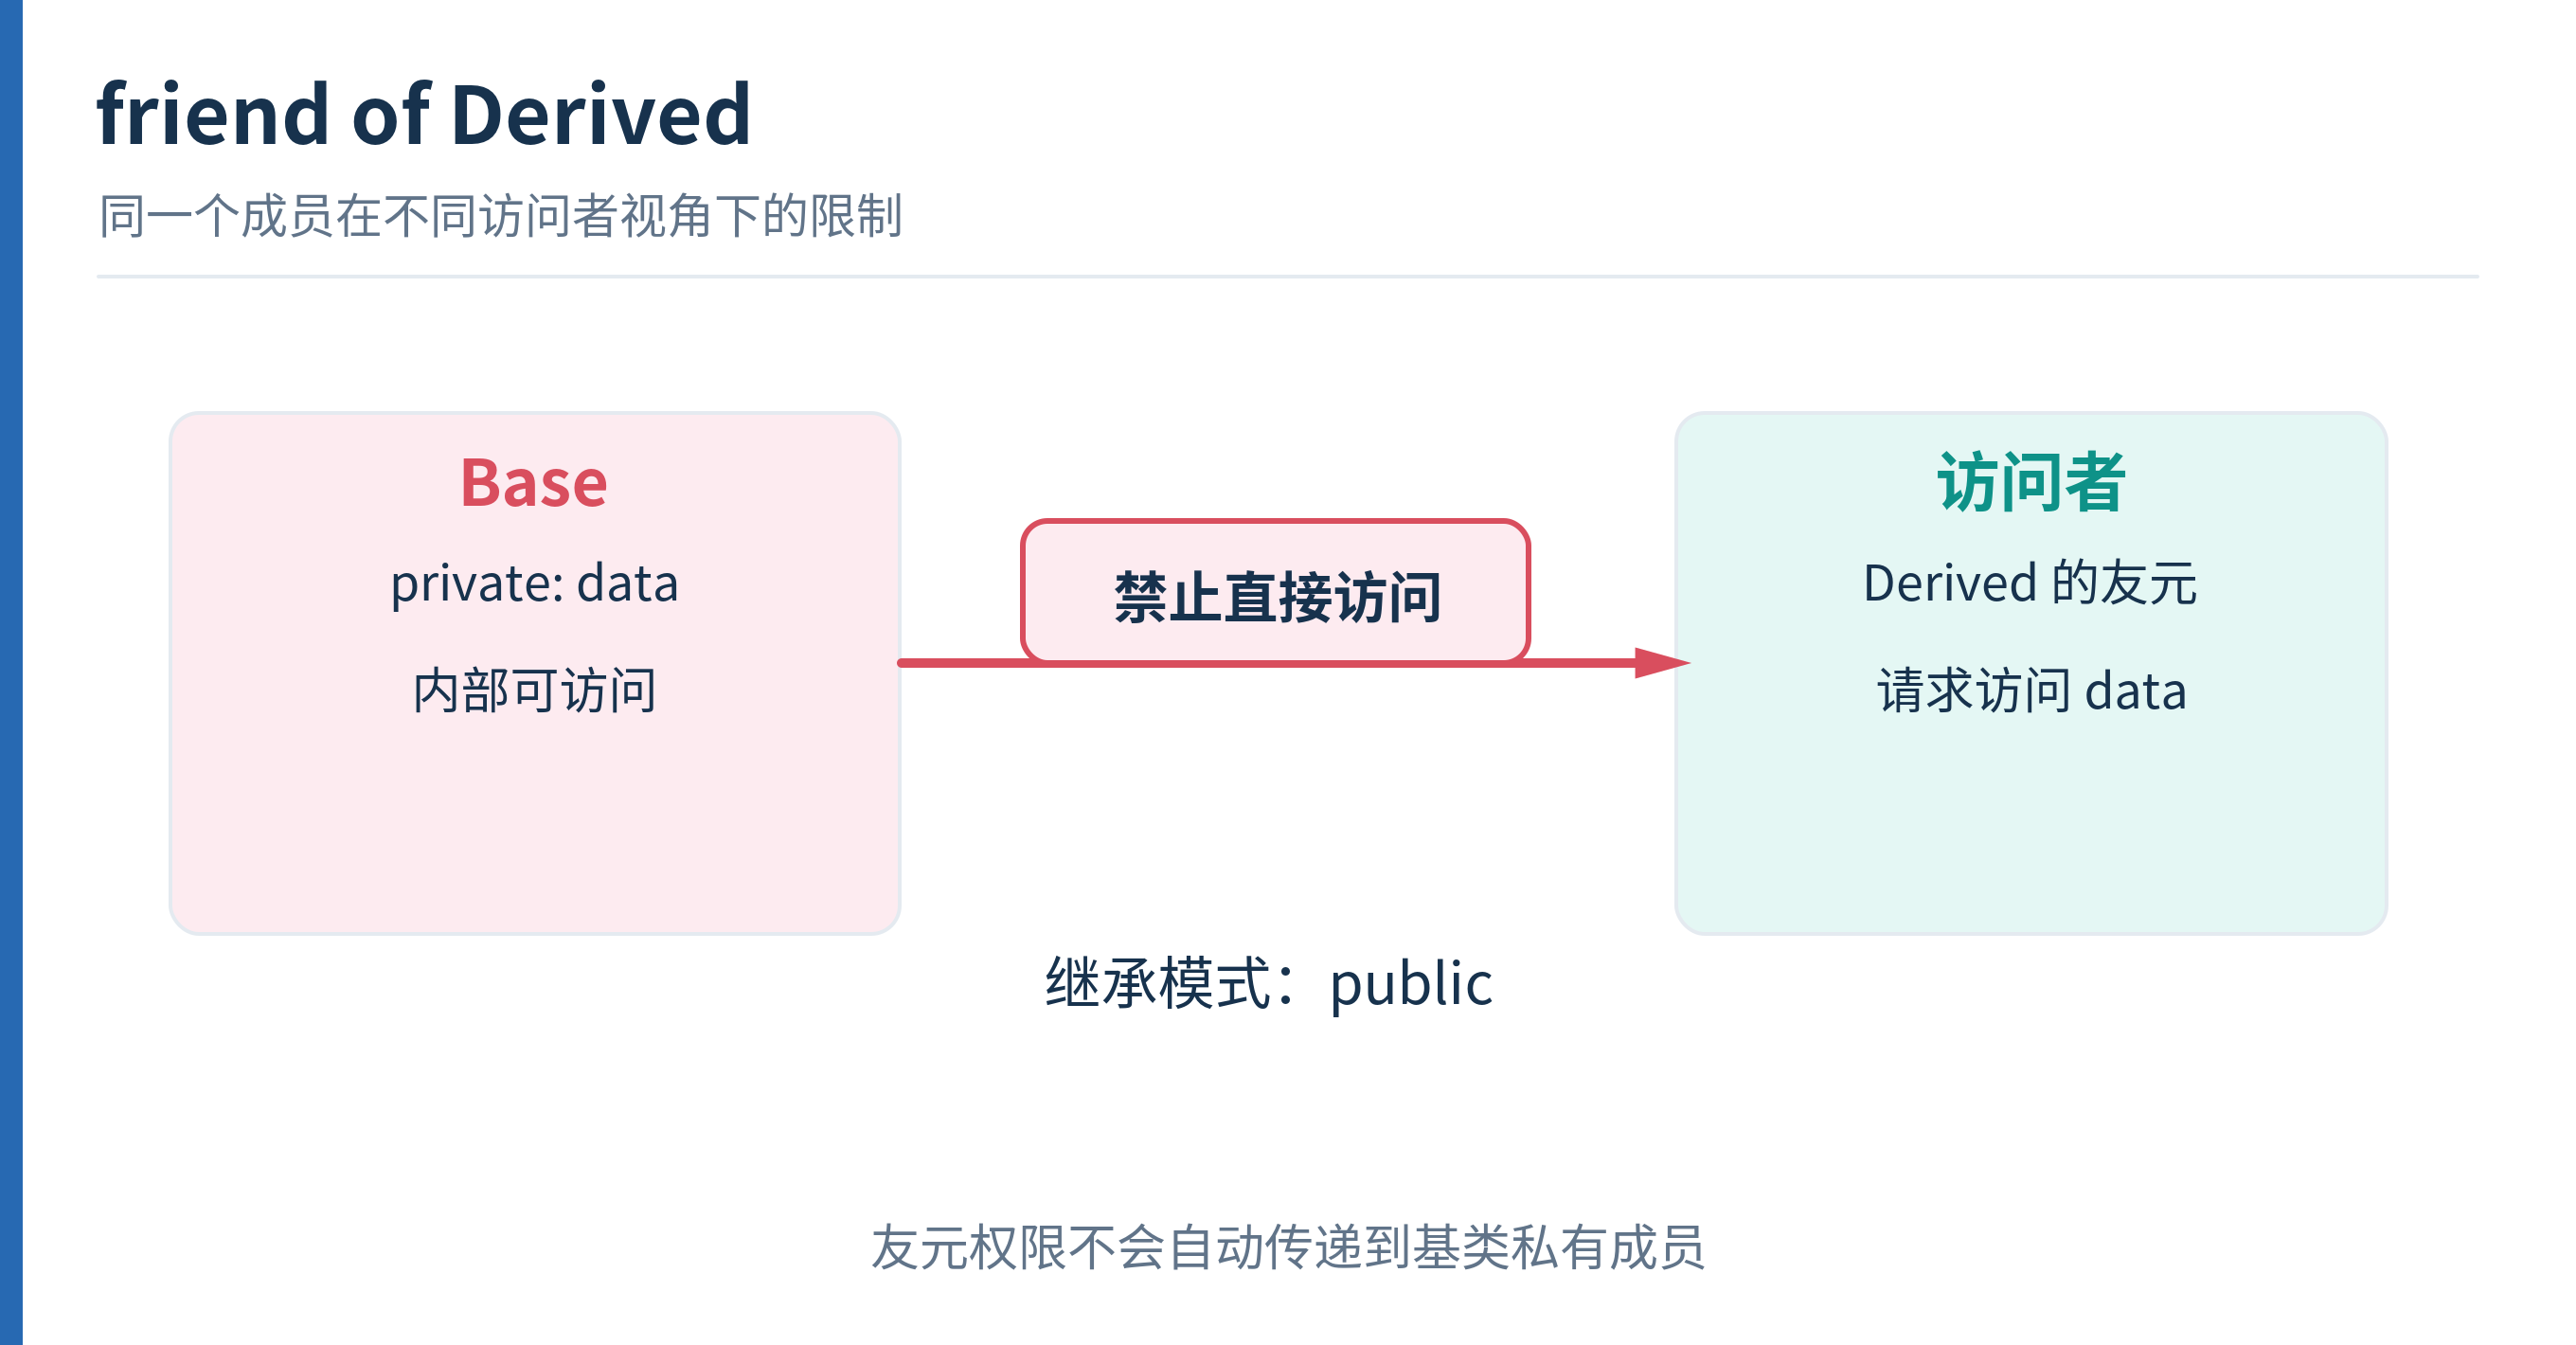 friend of Derived
同一个成员在不同访问者视角下的限制
Base
private: data
内部可访问
禁止直接访问
访问者
Derived 的友元
请求访问 data
继承模式：public
友元权限不会自动传递到基类私有成员